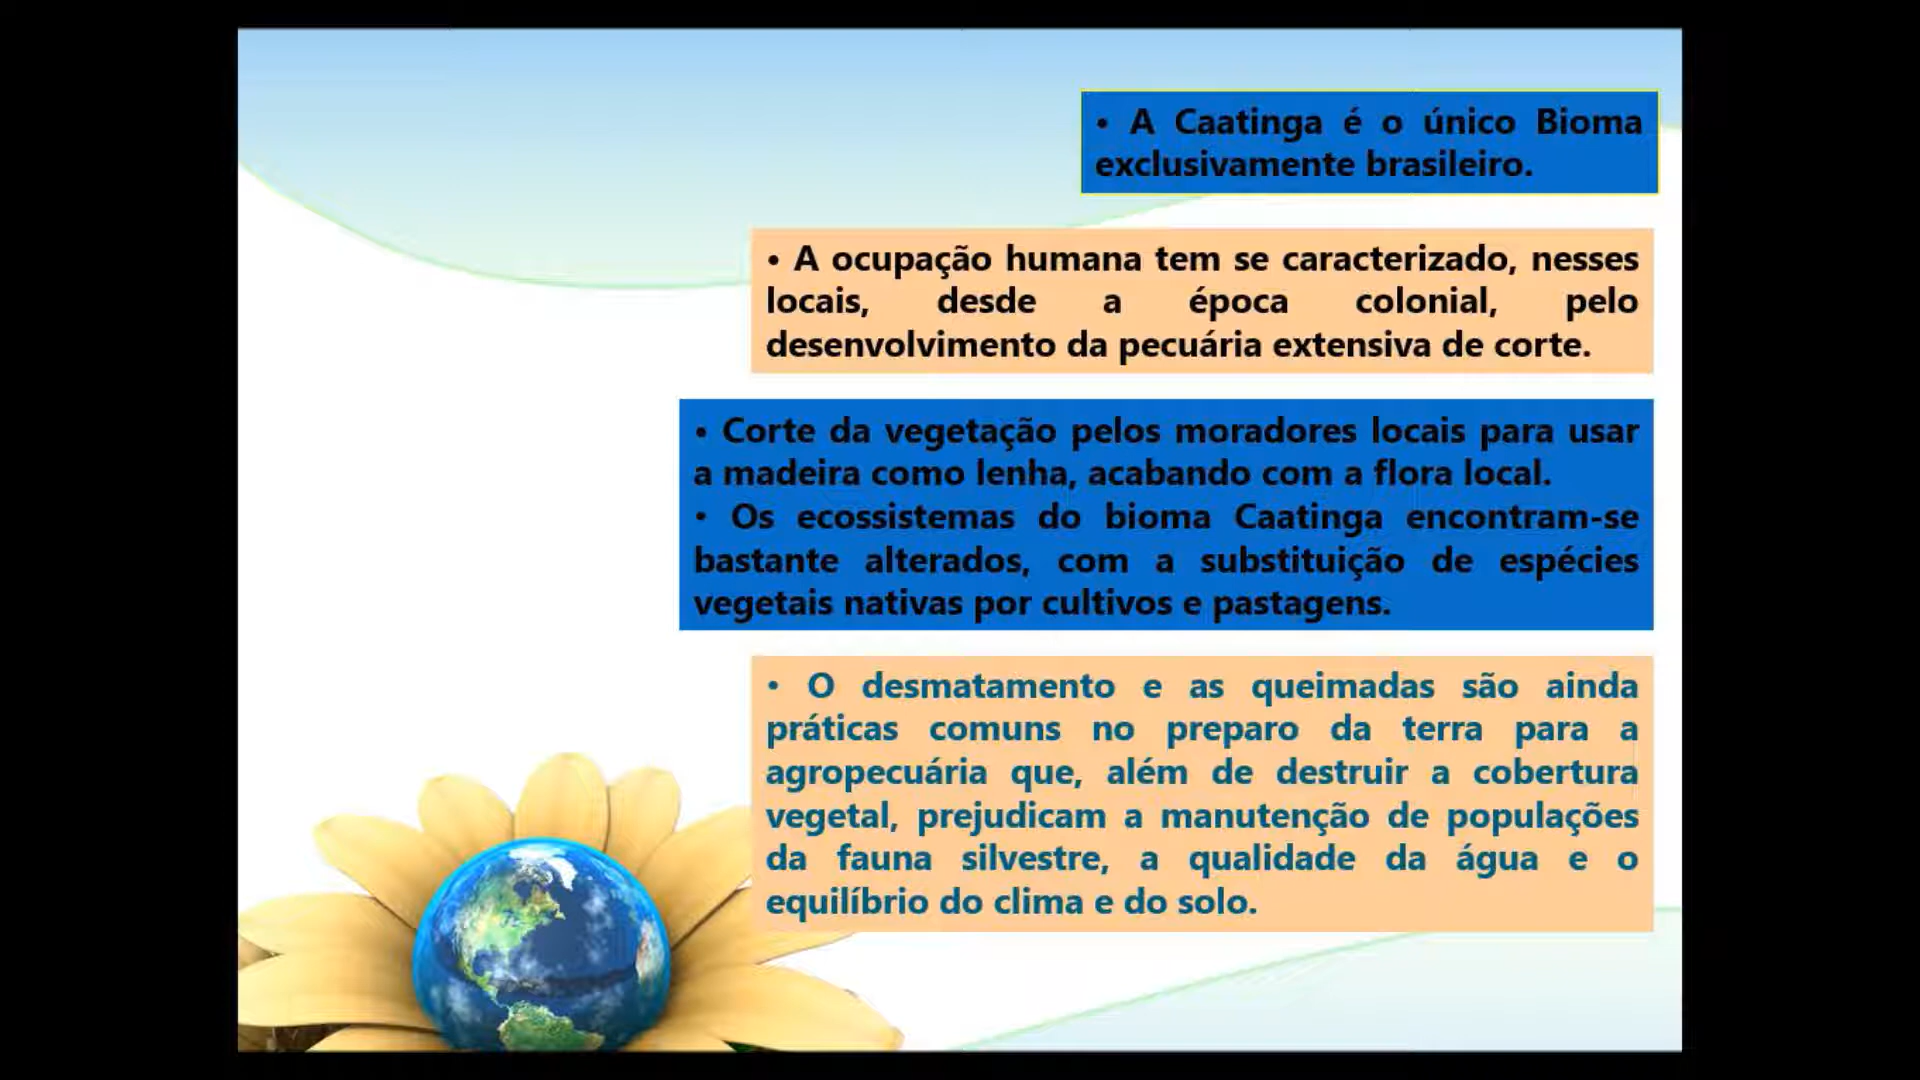 • A Caatinga é o único Bioma
exclusivamente brasileiro.
• A ocupação humana tem se caracterizado, nesses
locais, desde a época colonial, pelo
desenvolvimento da pecuária extensiva de corte.
• Corte da vegetação pelos moradores locais para usar
a madeira como lenha, acabando com a flora local.
• Os ecossistemas do bioma Caatinga encontram-se
bastante alterados, com a substituição de espécies
vegetais nativas por cultivos e pastagens.
• O desmatamento e as queimadas são ainda
práticas comuns no preparo da terra para a
agropecuária que, além de destruir a cobertura
vegetal, prejudicam a manutenção de populações
da fauna silvestre, a qualidade da água e o
equilíbrio do clima e do solo.